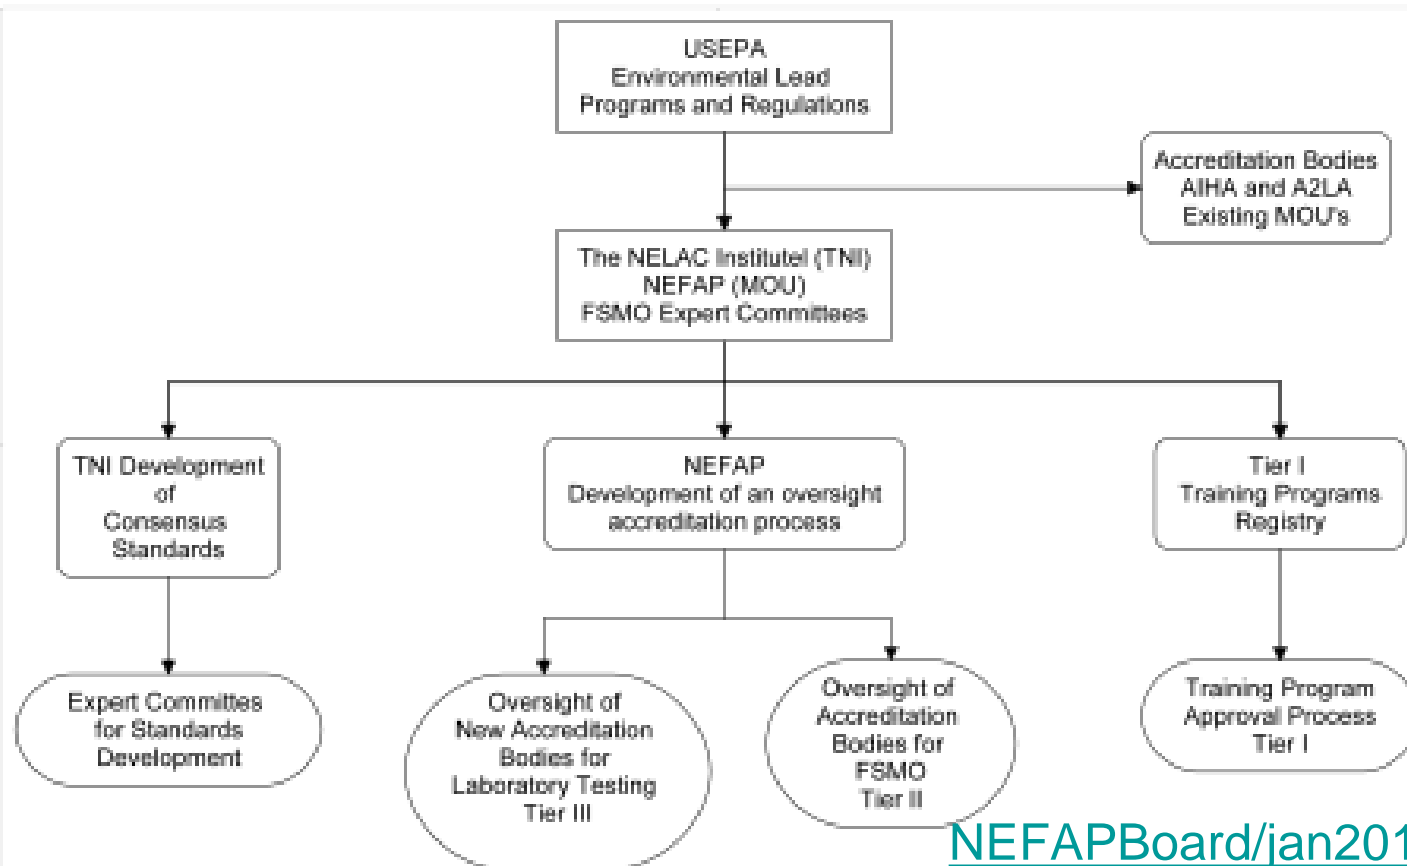 USEPA
Environmental Lead
Programs and Regulations
Accreditation Bodies
AIHA and A2LA
Existing MOU's
The NELAC Institutel (TNI)
NEFAP (MOU)
FSMO Expert Committees
TNI Development
of
Consensus
Standards
NEFAP
Development of an oversight
accreditation process
Tier I
Training Programs
Registry
Expert Committes
for Standards
Development
Oversight of
New Accreditation
Bodies for
Laboratory Testing
Tier III
Oversight of
Accreditation
Bodies for
FSMO
Tier II
Training Program
Approval Process
Tier I
NEFAPBoard/jan201